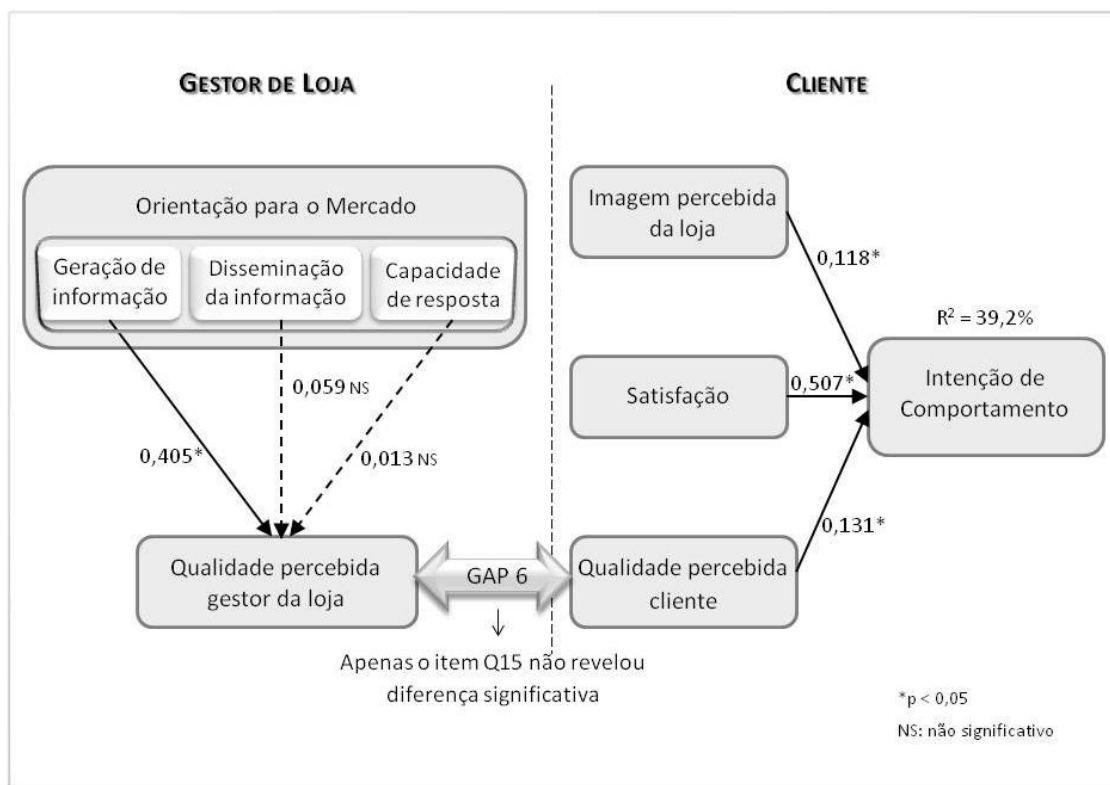 GESTOR DE LOJA
CLIENTE
Orientação para o Mercado
Geração de
informação
Disseminação
da informação
Capacidade
de resposta
0,405*
0,059 NS
0,013 NS
Qualidade percebida
gestor da loja
GAP 6
Apenas o item Q15 não revelou
diferença significativa
Imagem percebida
da loja
0,118*
Satisfação
0,507*
Qualidade percebida
cliente
0,131*
R² = 39,2%
Intenção de
Comportamento
*p < 0,05
NS: não significativo